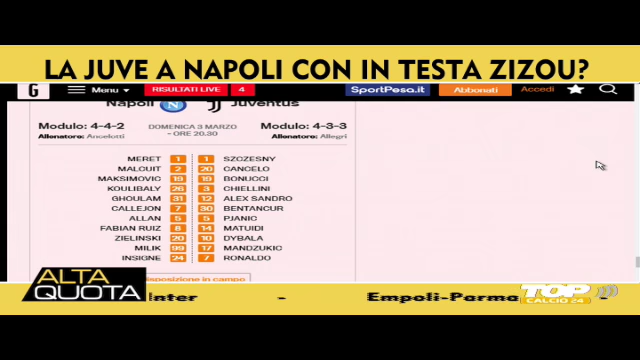 LA JUVE A NAPOLI CON IN TESTA ZIZOU?
G Menu RISULTATI LIVE 4 SportPesa.it Abbonati Accedi
Napoli N Juventus
Modulo: 4-4-2 DOMENICA 3 MARZO - ORE 20.30 Modulo: 4-3-3
Allenatore: Ancelotti Allenatore: Allegri
MERET 1 1 SZCZESNY
MALCUIT 2 20 CANCELO
MAKSIMOVIC 19 19 BONUCCI
KOULIBALY 26 3 CHIELLINI
GHOULAM 31 12 ALEX SANDRO
CALLEJON 7 30 BENTANCUR
ALLAN 5 5 PJANIC
FABIAN RUIZ 8 14 MATUIDI
ZIELINSKI 20 10 DYBALA
MILIK 99 17 MANDZUKIC
INSIGNE 24 7 RONALDO
disposizione in campo
ALTA
QUOTA
Inter - Empoli-Parma
TOP
CALCIO 24